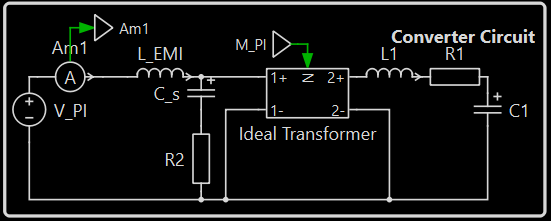 Converter Circuit
Am1
Am1
A
L_EMI
M_PI
L1
R1
V_PI
C_s
1+
N
2+
1-
2-
C1
Ideal Transformer
R2